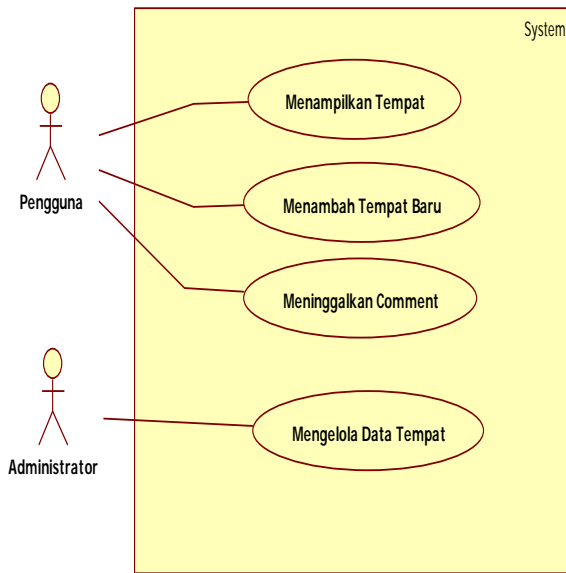 System
Menampilkan Tempat
Pengguna
Menambah Tempat Baru
Meninggalkan Comment
Administrator
Mengelola Data Tempat